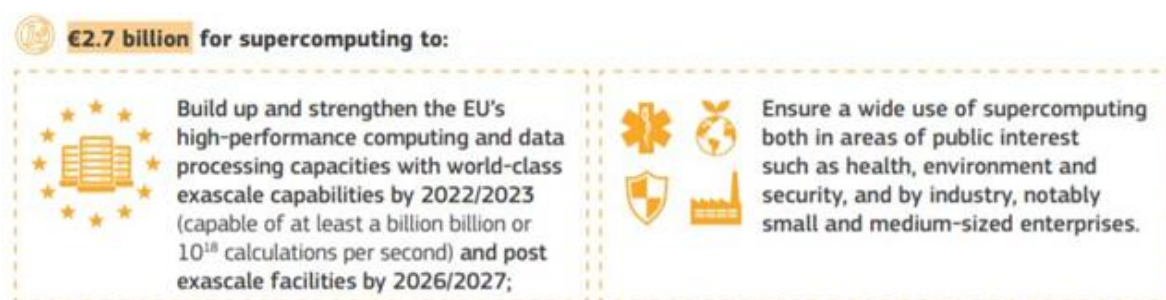 €2.7 billion for supercomputing to:
Build up and strengthen the EU's
high-performance computing and data
processing capacities with world-class
exascale capabilities by 2022/2023
(capable of at least a billion billion or
10¹⁸ calculations per second) and post
exascale facilities by 2026/2027;
Ensure a wide use of supercomputing
both in areas of public interest
such as health, environment and
security, and by industry, notably
small and medium-sized enterprises.